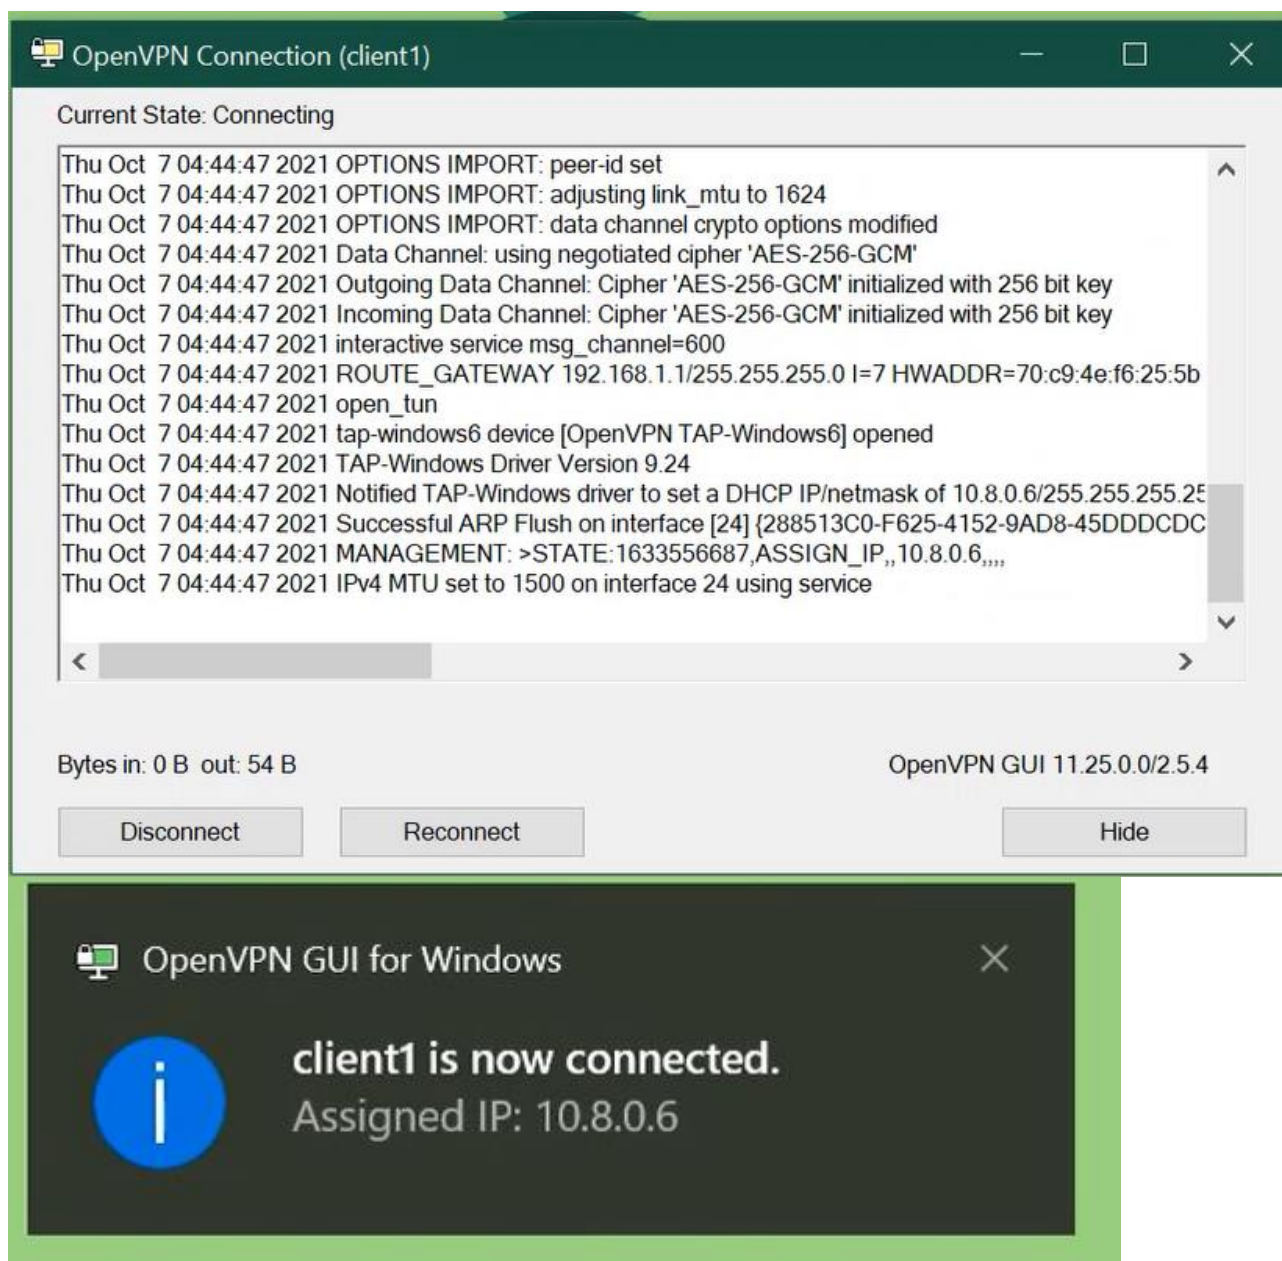 OpenVPN Connection (client1)
Current State: Connecting
Thu Oct 7 04:44:47 2021 OPTIONS IMPORT: peer-id set
Thu Oct 7 04:44:47 2021 OPTIONS IMPORT: adjusting link_mtu to 1624
Thu Oct 7 04:44:47 2021 OPTIONS IMPORT: data channel crypto options modified
Thu Oct 7 04:44:47 2021 Data Channel: using negotiated cipher 'AES-256-GCM'
Thu Oct 7 04:44:47 2021 Outgoing Data Channel: Cipher 'AES-256-GCM' initialized with 256 bit key
Thu Oct 7 04:44:47 2021 Incoming Data Channel: Cipher 'AES-256-GCM' initialized with 256 bit key
Thu Oct 7 04:44:47 2021 interactive service msg_channel=600
Thu Oct 7 04:44:47 2021 ROUTE_GATEWAY 192.168.1.1/255.255.255.0 I=7 HWADDR=70:c9:4e:f6:25:5b
Thu Oct 7 04:44:47 2021 open_tun
Thu Oct 7 04:44:47 2021 tap-windows6 device [OpenVPN TAP-Windows6] opened
Thu Oct 7 04:44:47 2021 TAP-Windows Driver Version 9.24
Thu Oct 7 04:44:47 2021 Notified TAP-Windows driver to set a DHCP IP/netmask of 10.8.0.6/255.255.255.25
Thu Oct 7 04:44:47 2021 Successful ARP Flush on interface [24] {288513C0-F625-4152-9AD8-45DDDCDC
Thu Oct 7 04:44:47 2021 MANAGEMENT: >STATE:1633556687,ASSIGN_IP,,10.8.0.6,,,,
Thu Oct 7 04:44:47 2021 IPv4 MTU set to 1500 on interface 24 using service
Bytes in: 0 B out: 54 B
OpenVPN GUI 11.25.0.0/2.5.4
Disconnect
Reconnect
Hide
OpenVPN GUI for Windows
client1 is now connected.
Assigned IP: 10.8.0.6